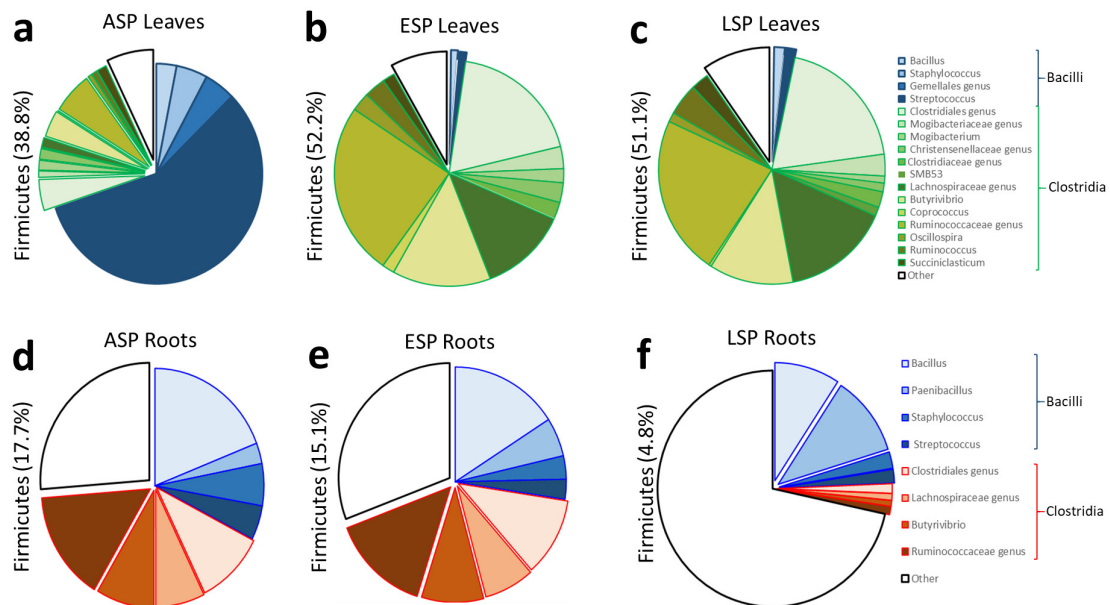 a
ASP Leaves
Firmicutes (38.8%)
b
ESP Leaves
Firmicutes (52.2%)
c
LSP Leaves
Firmicutes (51.1%)
Bacillus
Staphylococcus
Gemellales genus
Streptococcus
Clostridiales genus
Mogibacteriaceae genus
Mogibacterium
Christensenellaceae genus
Clostridiaceae genus
SMB53
Lachnospiraceae genus
Butyrivibrio
Coprococcus
Ruminococcaceae genus
Oscillospira
Ruminococcus
Succiniclasticum
Other
Bacilli
Clostridia
d
ASP Roots
Firmicutes (17.7%)
e
ESP Roots
Firmicutes (15.1%)
f
LSP Roots
Firmicutes (4.8%)
Bacillus
Paenibacillus
Staphylococcus
Streptococcus
Clostridiales genus
Lachnospiraceae genus
Butyrivibrio
Ruminococcaceae genus
Other
Bacilli
Clostridia